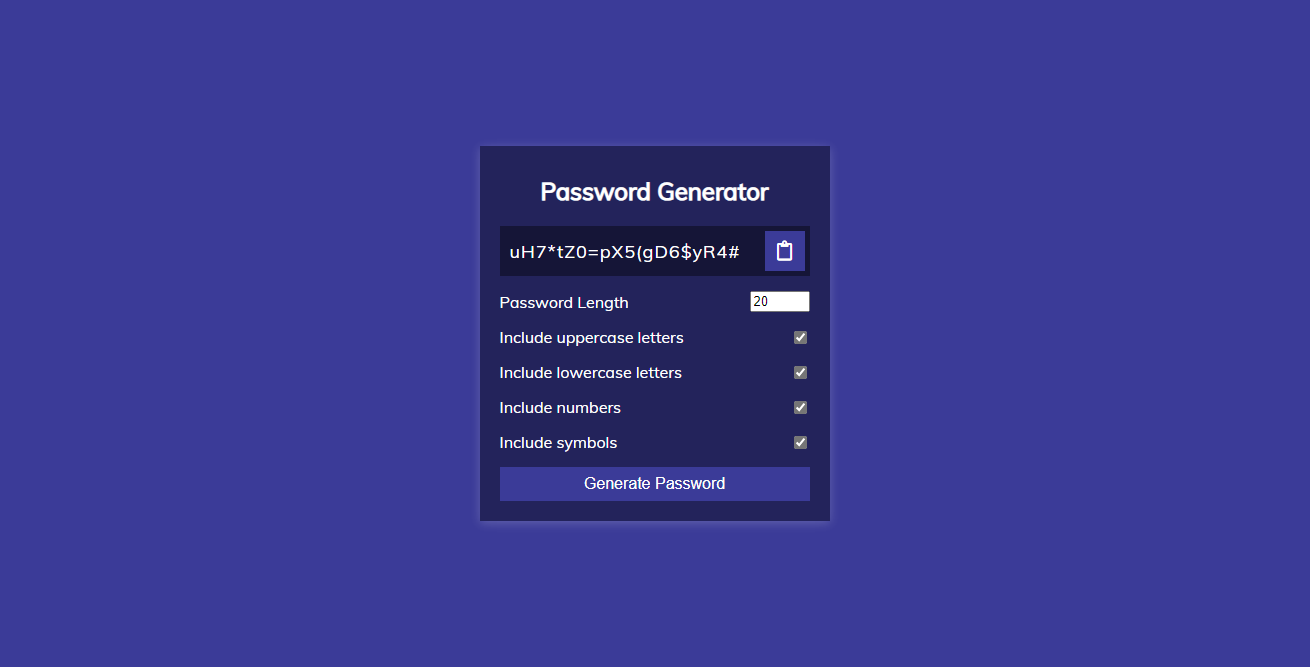 Password Generator
uH7*tZ0=pX5(gD6$yR4#
Password Length 20
Include uppercase letters
Include lowercase letters
Include numbers
Include symbols
Generate Password